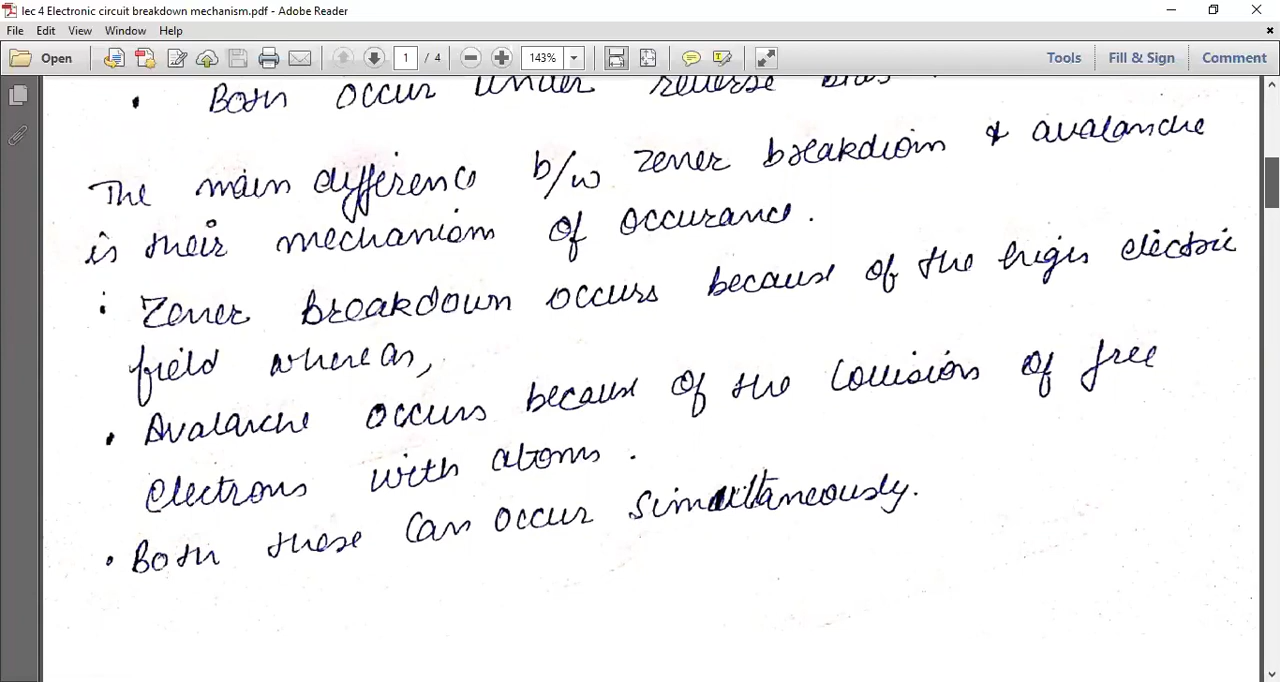 lec 4 Electronic circuit breakdown mechanism.pdf - Adobe Reader
File Edit View Window Help
Open 1 / 4 143% Tools Fill & Sign Comment
• Both occur under reverse bias.
The main difference b/w Zener breakdown & avalanche
is their mechanism of occurance.
• Zener breakdown occurs because of the high electric
field whereas,
• Avalanche occurs because of the collision of free
electrons with atoms.
• Both these can occur simultaneously.